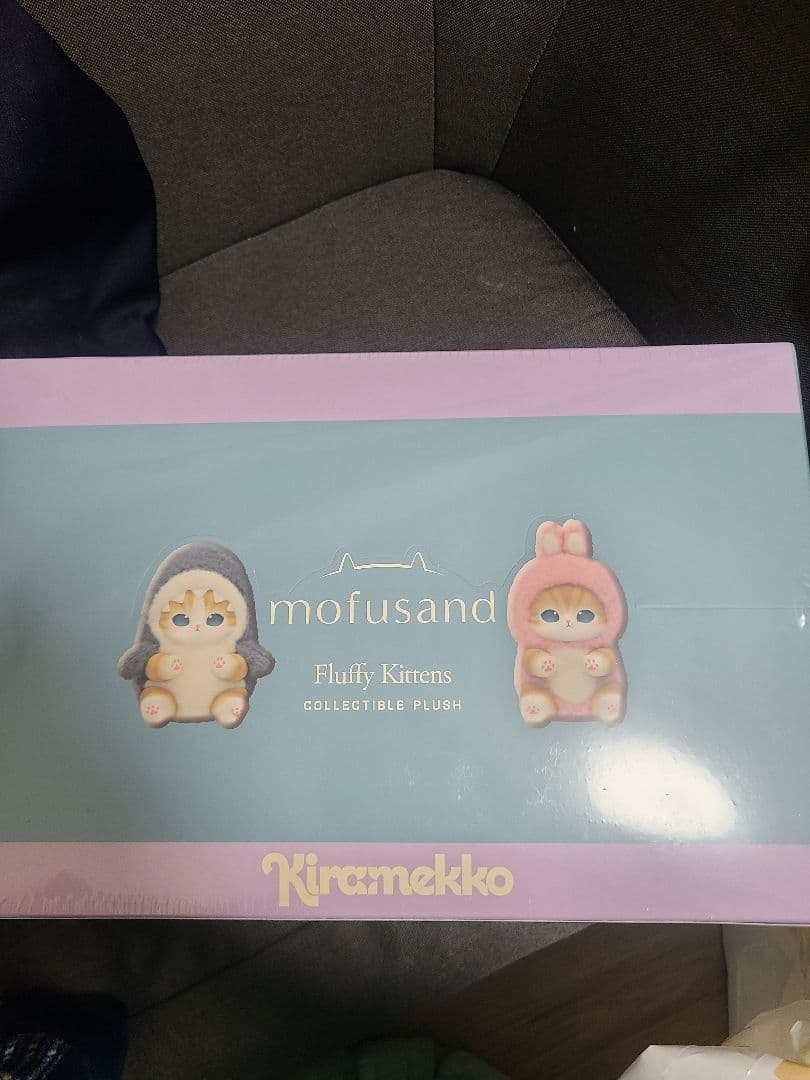 mofusand
Fluffy Kittens
COLLECTIBLE PLUSH
Kiramekko